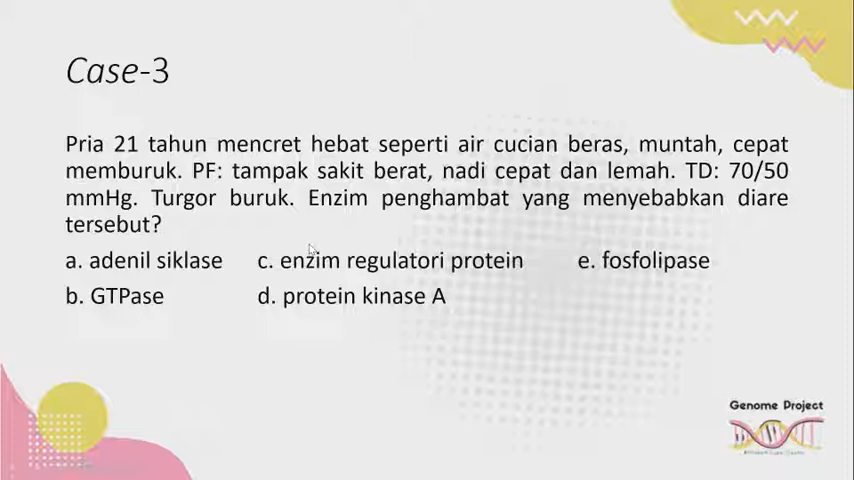 Case-3
Pria 21 tahun mencret hebat seperti air cucian beras, muntah, cepat
memburuk. PF: tampak sakit berat, nadi cepat dan lemah. TD: 70/50
mmHg. Turgor buruk. Enzim penghambat yang menyebabkan diare
tersebut?
a. adenil siklase c. enzim regulatori protein e. fosfolipase
b. GTPase d. protein kinase A
Genome Project